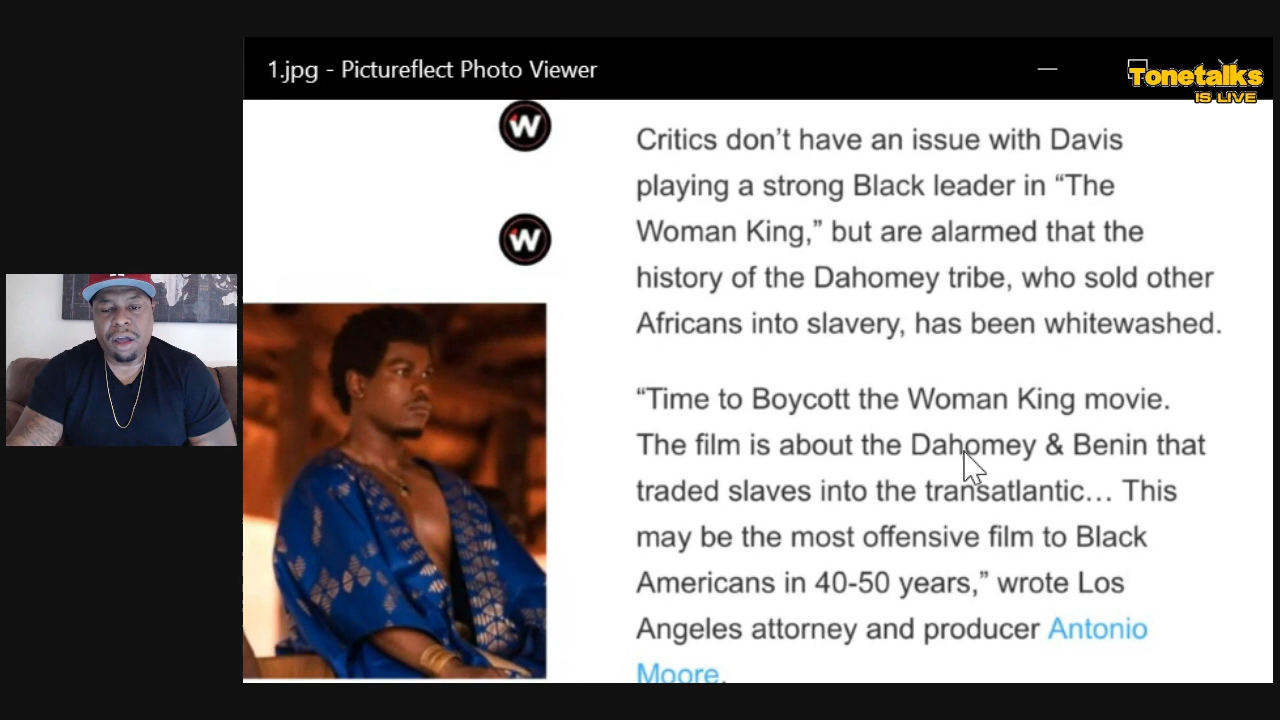 1.jpg - Pictureflect Photo Viewer
Tonetalks
IS LIVE
W
W
Critics don’t have an issue with Davis
playing a strong Black leader in “The
Woman King,” but are alarmed that the
history of the Dahomey tribe, who sold other
Africans into slavery, has been whitewashed.
“Time to Boycott the Woman King movie.
The film is about the Dahomey & Benin that
traded slaves into the transatlantic… This
may be the most offensive film to Black
Americans in 40-50 years,” wrote Los
Angeles attorney and producer Antonio
Moore.